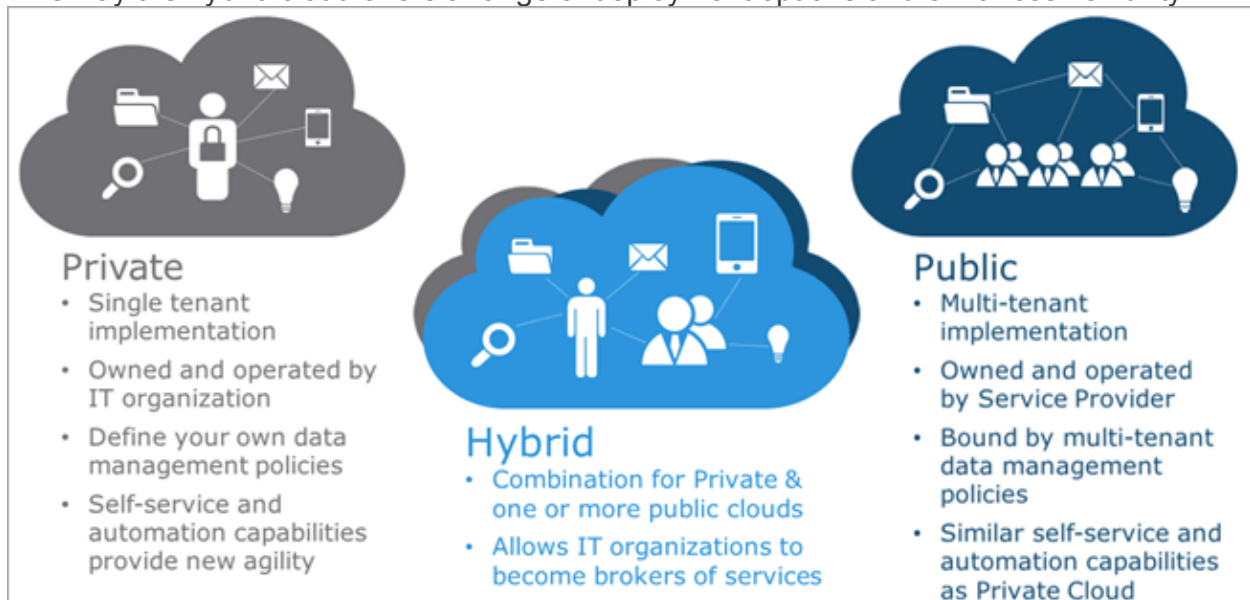 Private
• Single tenant
implementation
• Owned and operated by
IT organization
• Define your own data
management policies
• Self-service and
automation capabilities
provide new agility
Hybrid
• Combination for Private &
one or more public clouds
• Allows IT organizations to
become brokers of services
Public
• Multi-tenant
implementation
• Owned and operated
by Service Provider
• Bound by multi-tenant
data management
policies
• Similar self-service and
automation capabilities
as Private Cloud